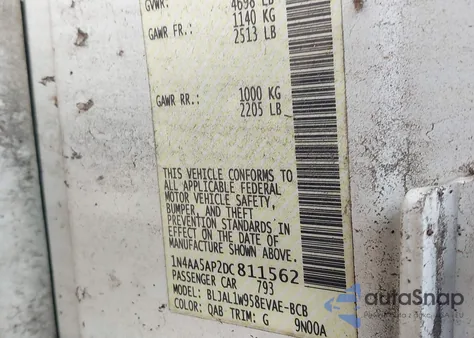 GVWR: 4698 LB
1140 KG
GAWR FR.: 2513 LB
1000 KG
GAWR RR.: 2205 LB
THIS VEHICLE CONFORMS TO
ALL APPLICABLE FEDERAL
MOTOR VEHICLE SAFETY,
BUMPER, AND THEFT
PREVENTION STANDARDS IN
EFFECT ON THE DATE OF
MANUFACTURE SHOWN ABOVE.
1N4AA5AP2DC811562
PASSENGER CAR 793
MODEL: BLJAL1W958EVAE-BCB
COLOR: QAB TRIM: G 9N00A
autoSnap